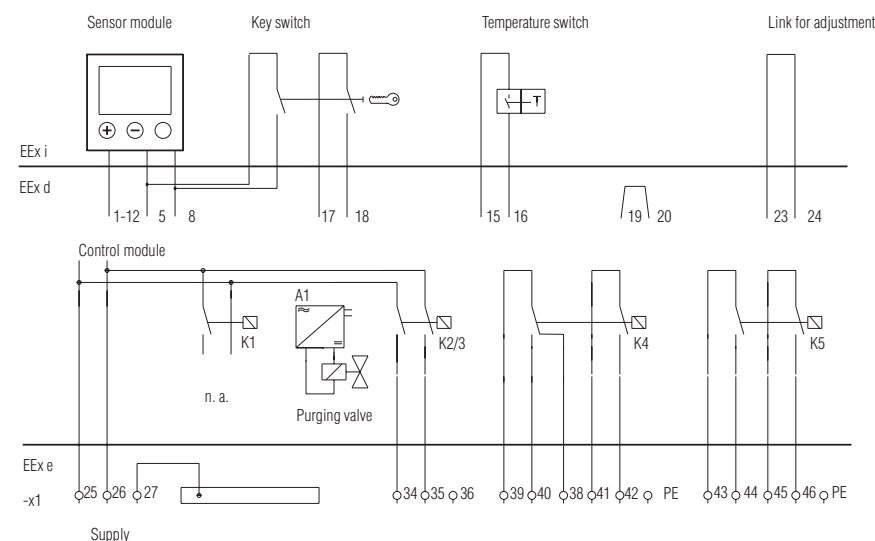 Sensor module Key switch Temperature switch Link for adjustment
EEx i
EEx d
1-12 5 8 17 18 15 16 19 20 23 24
Control module
A1
K1 K2/3 K4 K5
n. a.
Purging valve
EEx e
-x1 25 26 27 34 35 36 39 40 38 41 42 PE 43 44 45 46 PE
Supply